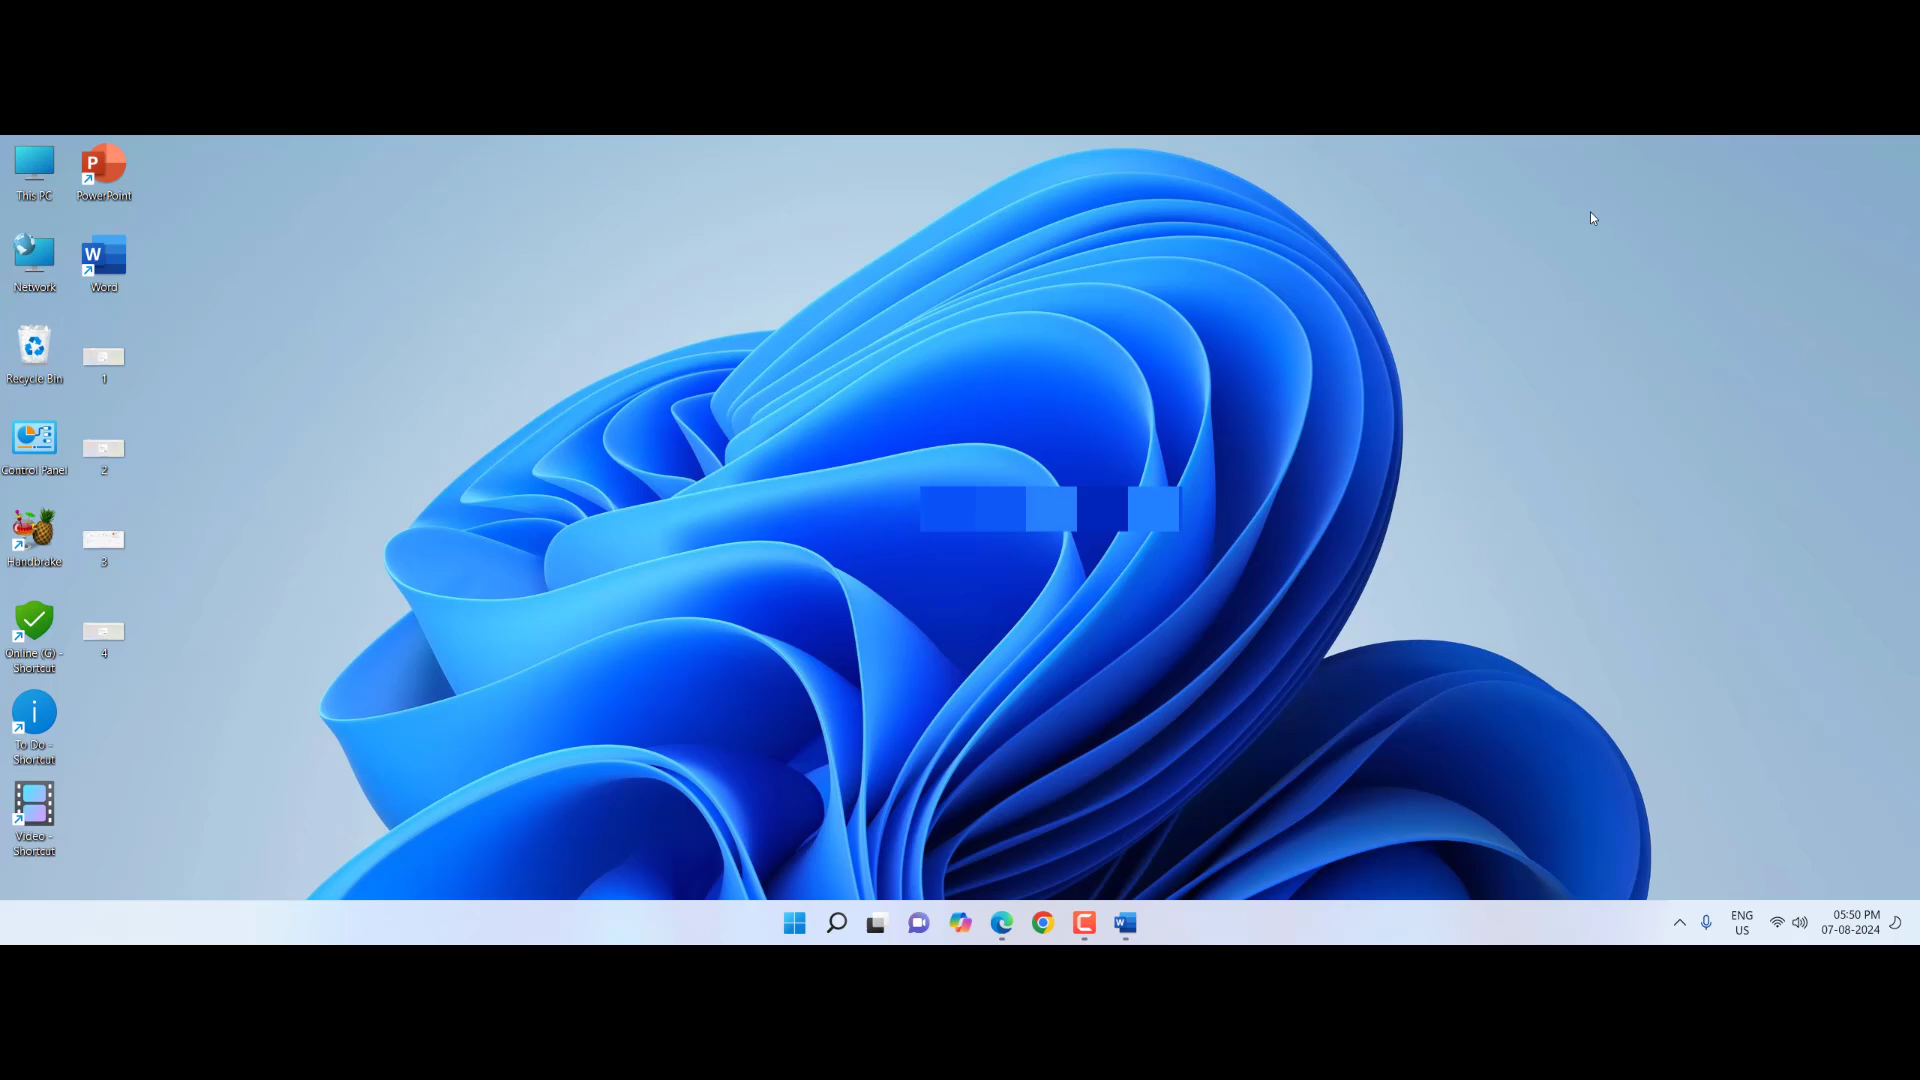 This PC
PowerPoint
Network
Word
Recycle Bin
1
Control Panel
2
Handbrake
3
Online (G) -
Shortcut
4
To Do -
Shortcut
Video -
Shortcut
ENG
US
05:50 PM
07-08-2024